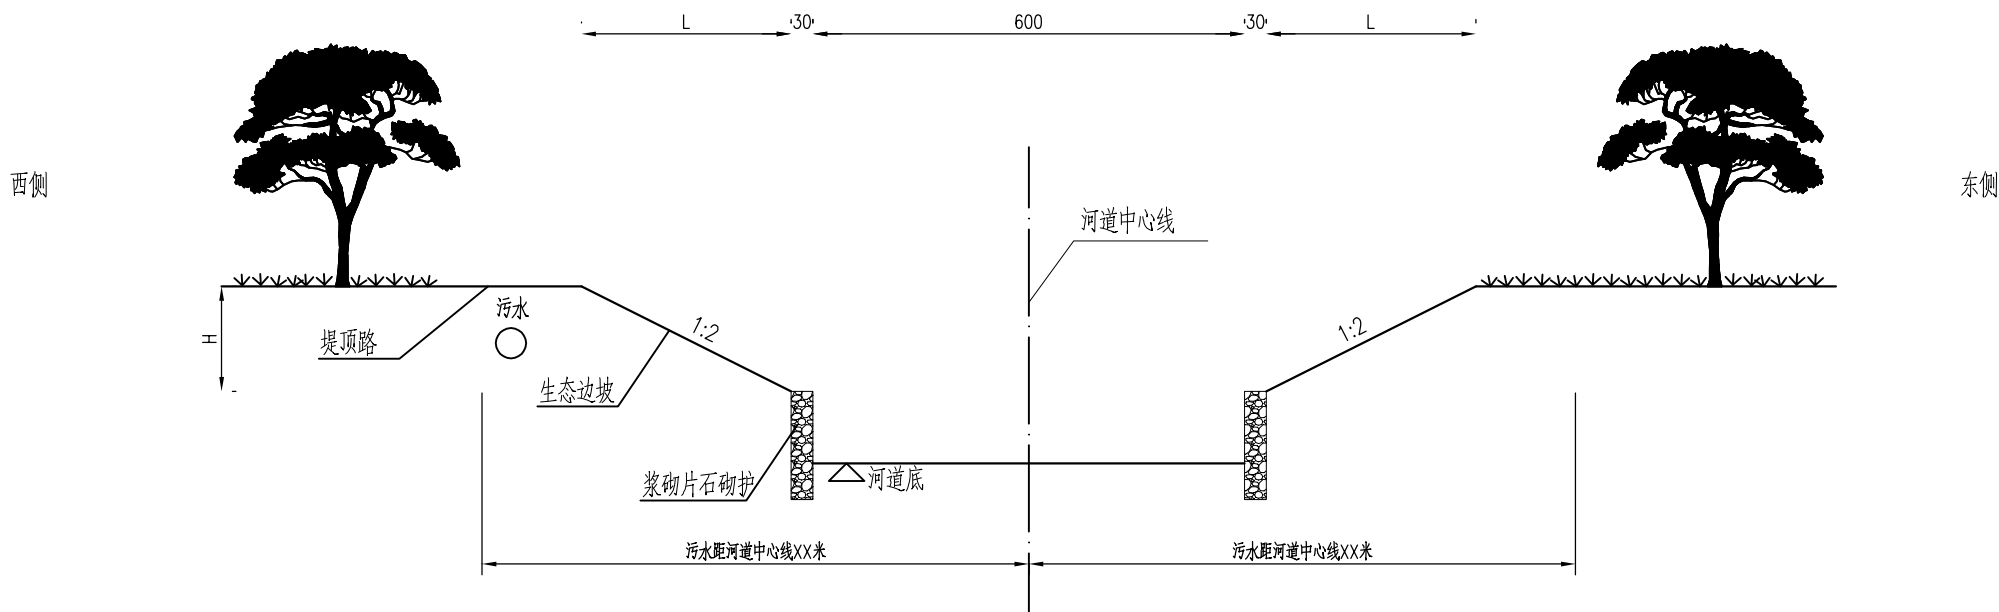 L 30 600 30 L
西侧
东侧
河道中心线
污水
堤顶路
H
1:2
1:2
生态边坡
浆砌片石砌护
河道底
污水距河道中心线XX米
污水距河道中心线XX米